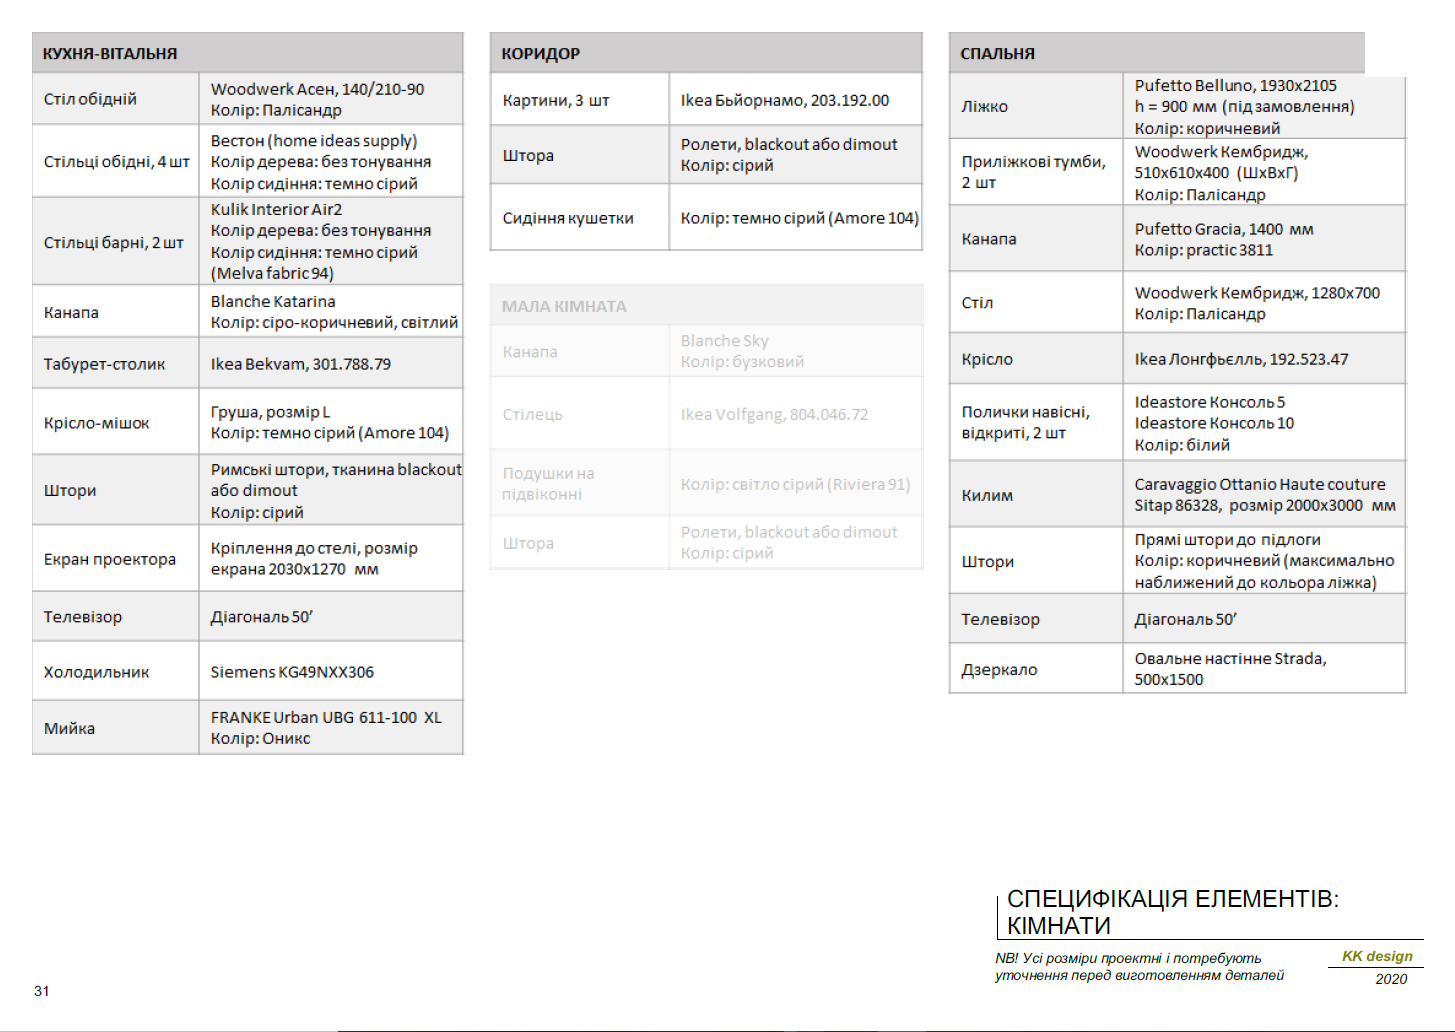 КУХНЯ-ВІТАЛЬНЯ
Стіл обідній
Woodwerk Асен, 140/210-90
Колір: Палісандр
Стільці обідні, 4 шт
Вестон (home ideas supply)
Колір дерева: без тонування
Колір сидіння: темно сірий
Стільці барні, 2 шт
Kulik Interior Air2
Колір дерева: без тонування
Колір сидіння: темно сірий
(Melva fabric 94)
Канапа
Blanche Katarina
Колір: сіро-коричневий, світлий
Табурет-столик
Ikea Bekvam, 301.788.79
Крісло-мішок
Груша, розмір L
Колір: темно сірий (Amore 104)
Штори
Римські штори, тканина blackout
або dimout
Колір: сірий
Екран проектора
Кріплення до стелі, розмір
екрана 2030х1270 мм
Телевізор
Діагональ 50’
Холодильник
Siemens KG49NXX306
Мийка
FRANKE Urban UBG 611-100 XL
Колір: Оникс
КОРИДОР
Картини, 3 шт
Ikea Бьйорнамо, 203.192.00
Штора
Ролети, blackout або dimout
Колір: сірий
Сидіння кушетки
Колір: темно сірий (Amore 104)
МАЛА КІМНАТА
Канапа
Blanche Sky
Колір: бузковий
Стілець
Ikea Volfgang, 804.046.72
Подушки на
підвіконні
Колір: світло сірий (Riviera 91)
Штора
Ролети, blackout або dimout
Колір: сірий
СПАЛЬНЯ
Ліжко
Pufetto Belluno, 1930х2105
h = 900 мм (під замовлення)
Колір: коричневий
Приліжкові тумби,
2 шт
Woodwerk Кембридж,
510х610х400 (ШхВхГ)
Колір: Палісандр
Канапа
Pufetto Gracia, 1400 мм
Колір: practic 3811
Стіл
Woodwerk Кембридж, 1280х700
Колір: Палісандр
Крісло
Ікеа Лонгфьєлль, 192.523.47
Полички навісні,
відкриті, 2 шт
Ideastore Консоль 5
Ideastore Консоль 10
Колір: білий
Килим
Caravaggio Ottanio Haute couture
Sitap 86328, розмір 2000х3000 мм
Штори
Прямі штори до підлоги
Колір: коричневий (максимально
наближений до кольора ліжка)
Телевізор
Діагональ 50’
Дзеркало
Овальне настінне Strada,
500х1500
СПЕЦИФІКАЦІЯ ЕЛЕМЕНТІВ:
КІМНАТИ
NB! Усі розміри проектні і потребують
уточнення перед виготовленням деталей
KK design
2020
31